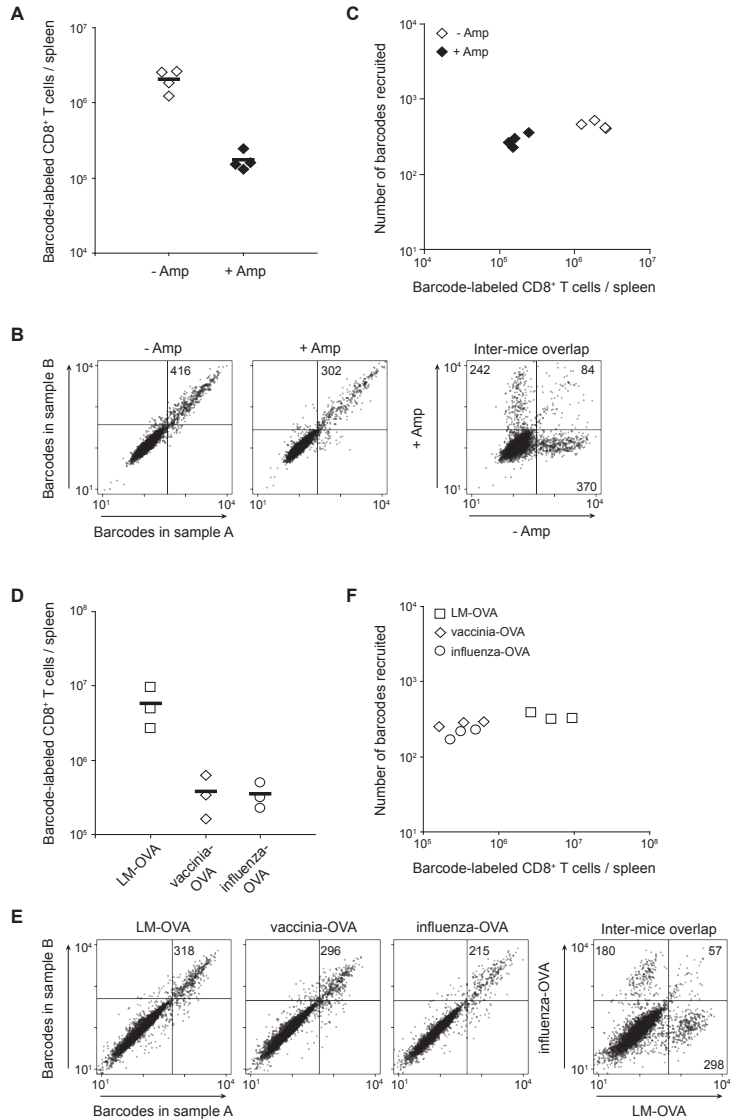 A
Barcode-labeled CD8⁺ T cells / spleen
10⁷
10⁶
10⁵
10⁴
- Amp
+ Amp
C
- Amp
+ Amp
Number of barcodes recruited
10⁴
10³
10²
10¹
10⁴
10⁵
10⁶
10⁷
Barcode-labeled CD8⁺ T cells / spleen
B
- Amp
+ Amp
Inter-mice overlap
Barcodes in sample B
10⁴
10¹
416
302
10¹
10⁴
10¹
10⁴
Barcodes in sample A
+ Amp
10⁴
10¹
242
84
370
10¹
10⁴
- Amp
D
Barcode-labeled CD8⁺ T cells / spleen
10⁸
10⁷
10⁶
10⁵
LM-OVA
vaccinia-
OVA
influenza-
OVA
F
LM-OVA
vaccinia-OVA
influenza-OVA
Number of barcodes recruited
10⁴
10³
10²
10¹
10⁵
10⁶
10⁷
10⁸
Barcode-labeled CD8⁺ T cells / spleen
E
LM-OVA
vaccinia-OVA
influenza-OVA
Inter-mice overlap
Barcodes in sample B
10⁴
10¹
318
296
215
10¹
10⁴
10¹
10⁴
10¹
10⁴
Barcodes in sample A
influenza-OVA
10⁴
10¹
180
57
298
10¹
10⁴
LM-OVA